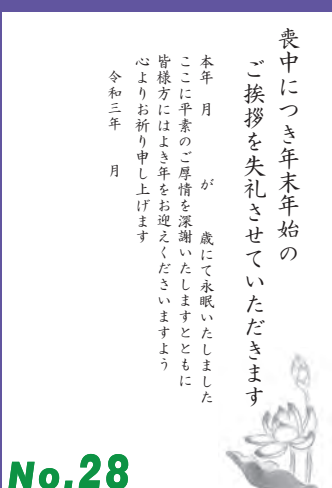 喪中につき年末年始の
ご挨拶を失礼させていただきます
本年　月　　が　　歳にて永眠いたしました
ここに平素のご厚情を深謝いたしますとともに
皆様方にはよき年をお迎えくださいますよう
心よりお祈り申し上げます
令和三年　月
No.28